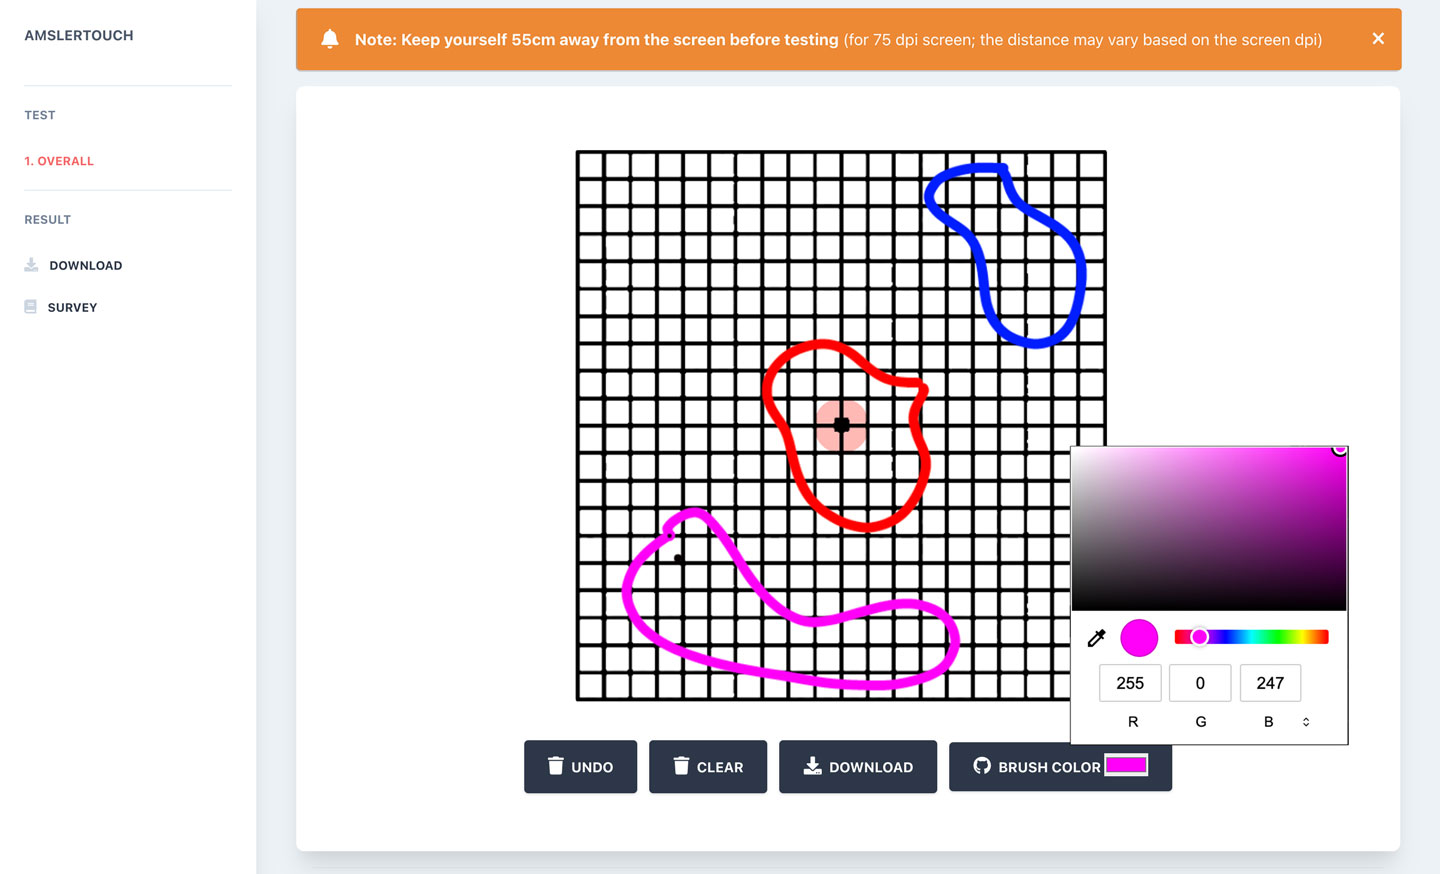 AMSLERTOUCH
Note: Keep yourself 55cm away from the screen before testing (for 75 dpi screen; the distance may vary based on the screen dpi)
TEST
1. OVERALL
RESULT
DOWNLOAD
SURVEY
255 0 247
R G B
UNDO
CLEAR
DOWNLOAD
BRUSH COLOR